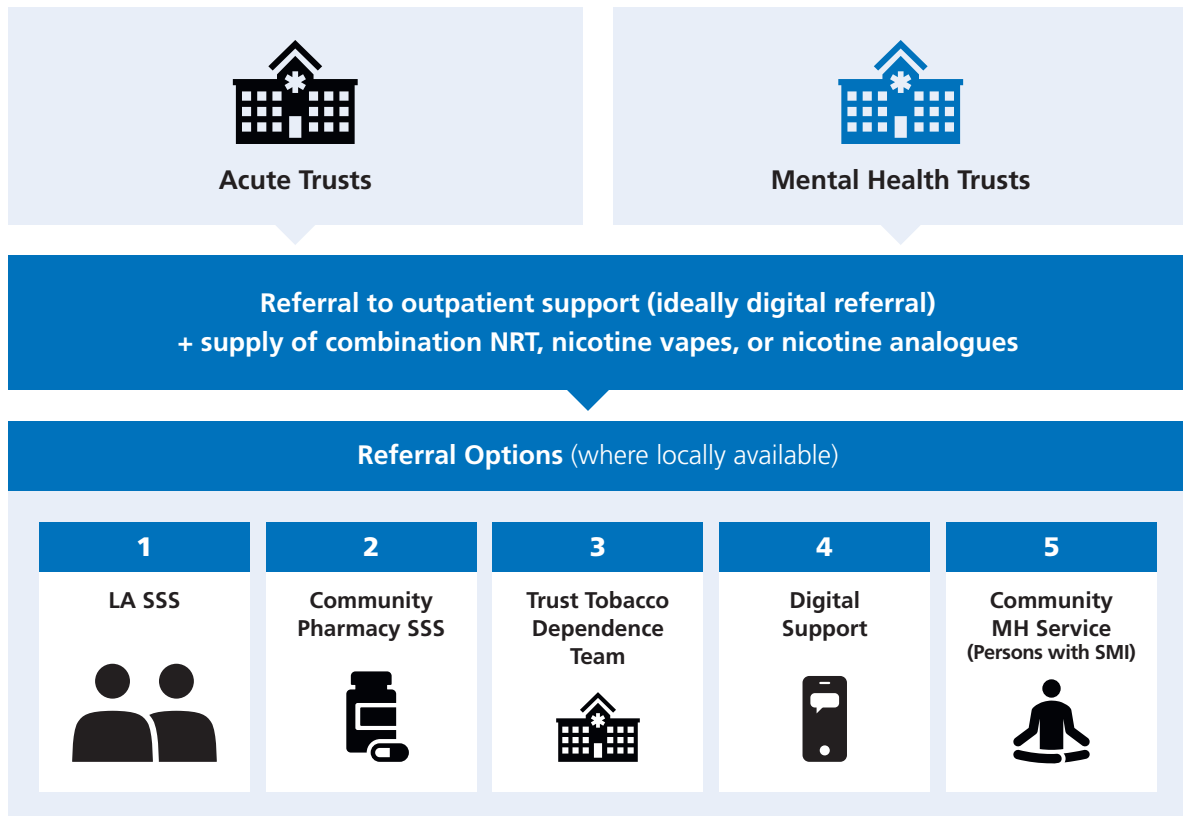 Acute Trusts
Mental Health Trusts
Referral to outpatient support (ideally digital referral)
+ supply of combination NRT, nicotine vapes, or nicotine analogues
Referral Options (where locally available)
1
LA SSS
2
Community
Pharmacy SSS
3
Trust Tobacco
Dependence
Team
4
Digital
Support
5
Community
MH Service
(Persons with SMI)